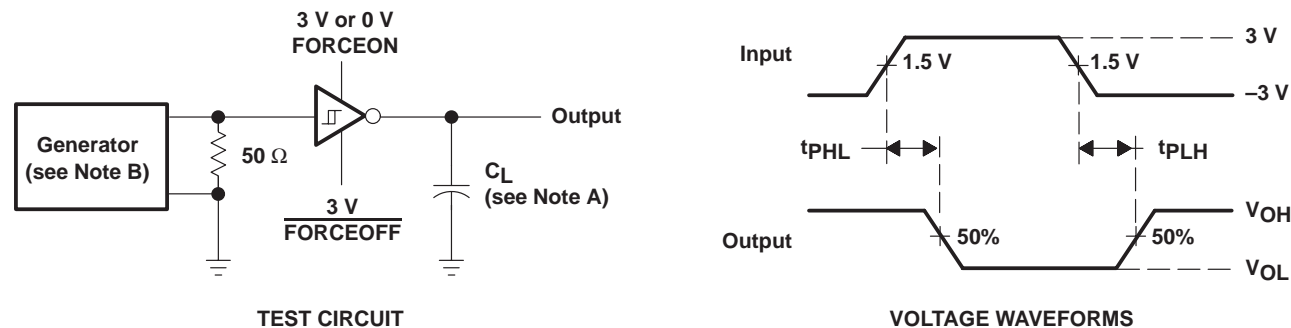 3 V or 0 V
FORCEON
Generator
(see Note B)
50 Ω
Output
CL
(see Note A)
3 V
FORCEOFF
TEST CIRCUIT
Input
1.5 V
1.5 V
3 V
–3 V
tPHL
tPLH
Output
50%
50%
VOH
VOL
VOLTAGE WAVEFORMS